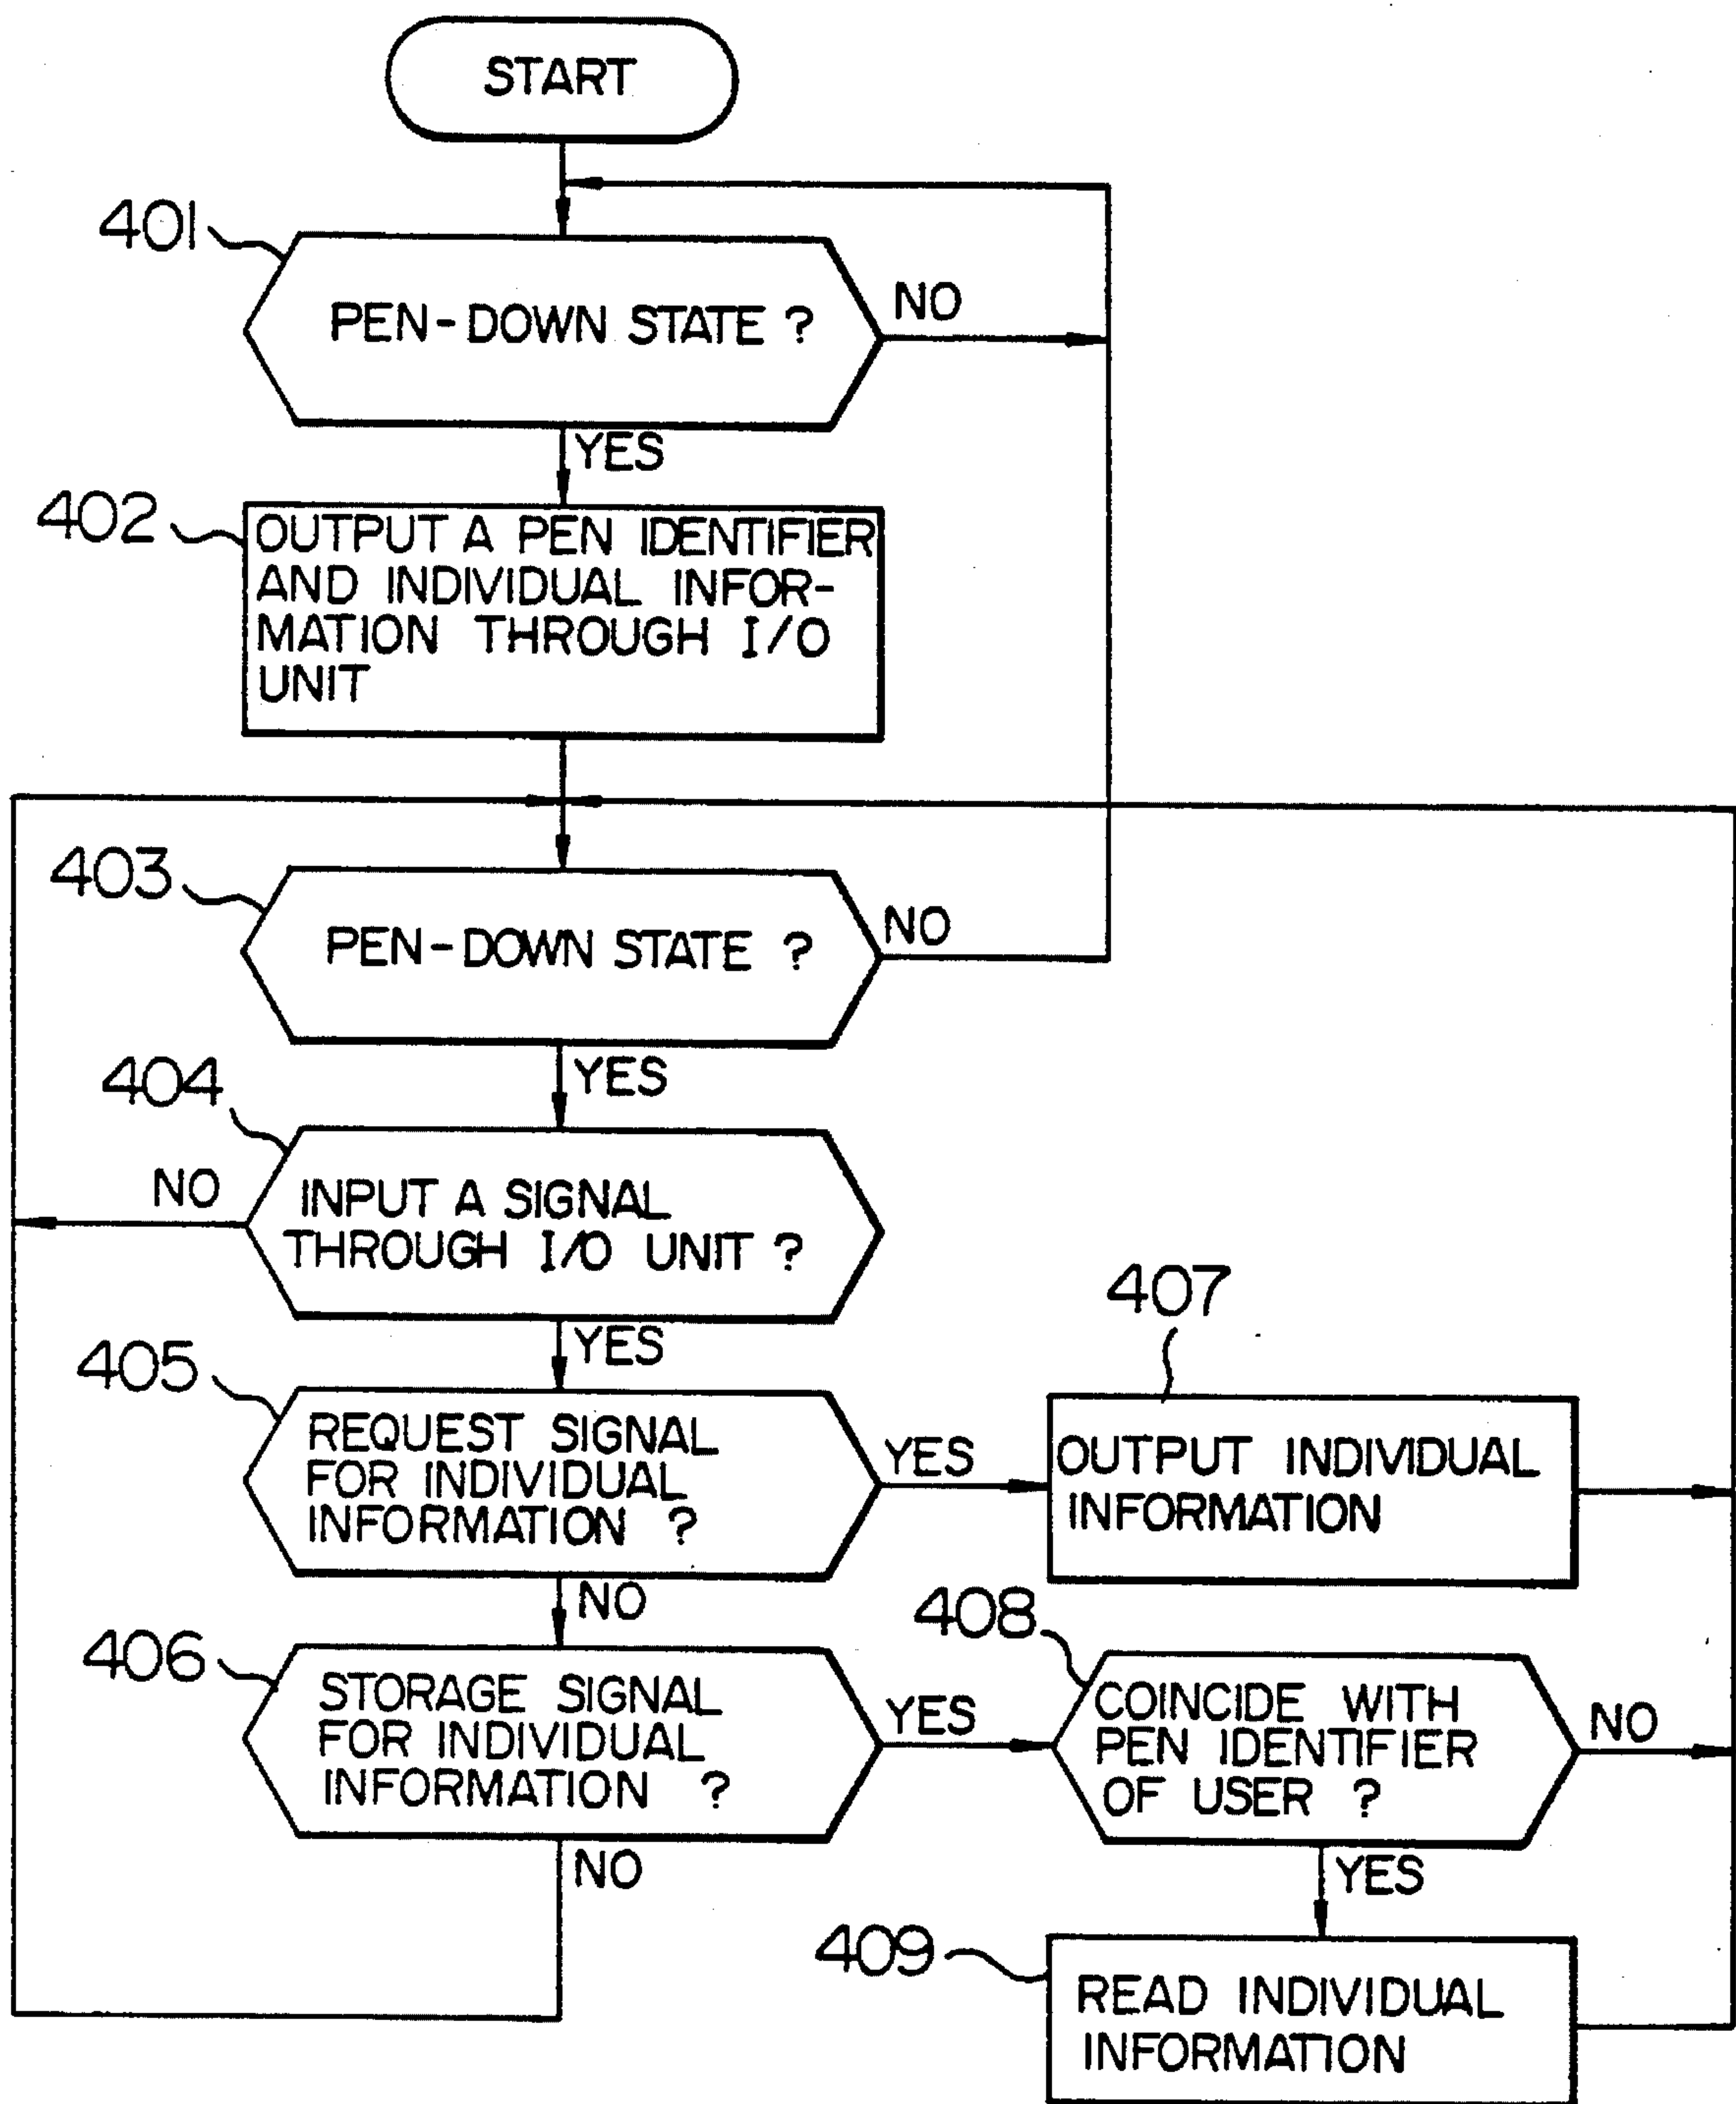 START
401
PEN-DOWN STATE ?
NO
YES
402
OUTPUT A PEN IDENTIFIER
AND INDIVIDUAL INFOR-
MATION THROUGH I/O
UNIT
403
PEN-DOWN STATE ?
NO
YES
404
NO
INPUT A SIGNAL
THROUGH I/O UNIT ?
YES
405
REQUEST SIGNAL
FOR INDIVIDUAL
INFORMATION ?
YES
407
OUTPUT INDIVIDUAL
INFORMATION
NO
406
STORAGE SIGNAL
FOR INDIVIDUAL
INFORMATION ?
YES
408
COINCIDE WITH
PEN IDENTIFIER
OF USER ?
NO
NO
YES
409
READ INDIVIDUAL
INFORMATION